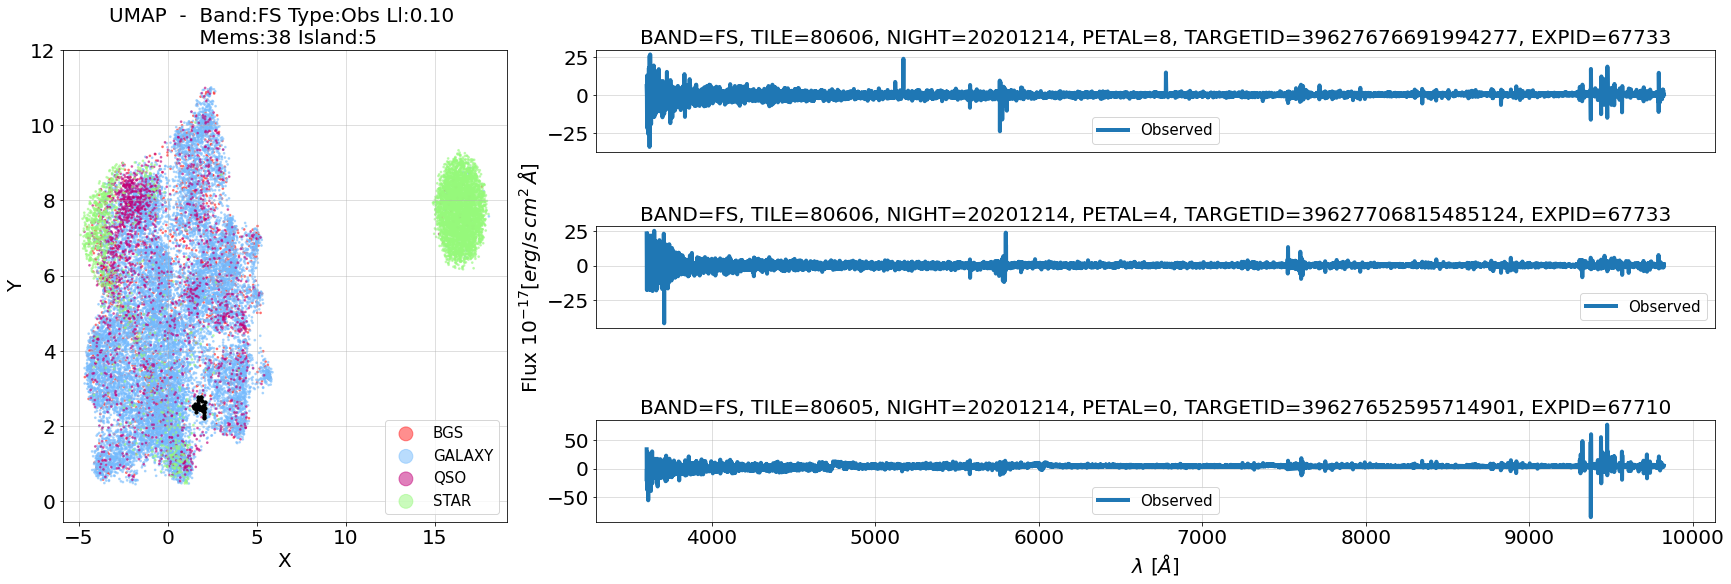 UMAP - Band:FS Type:Obs Ll:0.10
Mems:38 Island:5
12
10
8
6
4
2
0
Y
−5
0
5
10
15
X
BGS
GALAXY
QSO
STAR
Flux 10⁻¹⁷[erg/s cm² Å]
BAND=FS, TILE=80606, NIGHT=20201214, PETAL=8, TARGETID=39627676691994277, EXPID=67733
25
0
−25
Observed
BAND=FS, TILE=80606, NIGHT=20201214, PETAL=4, TARGETID=39627706815485124, EXPID=67733
25
0
−25
Observed
BAND=FS, TILE=80605, NIGHT=20201214, PETAL=0, TARGETID=39627652595714901, EXPID=67710
50
0
−50
Observed
4000
5000
6000
7000
8000
9000
10000
λ [Å]